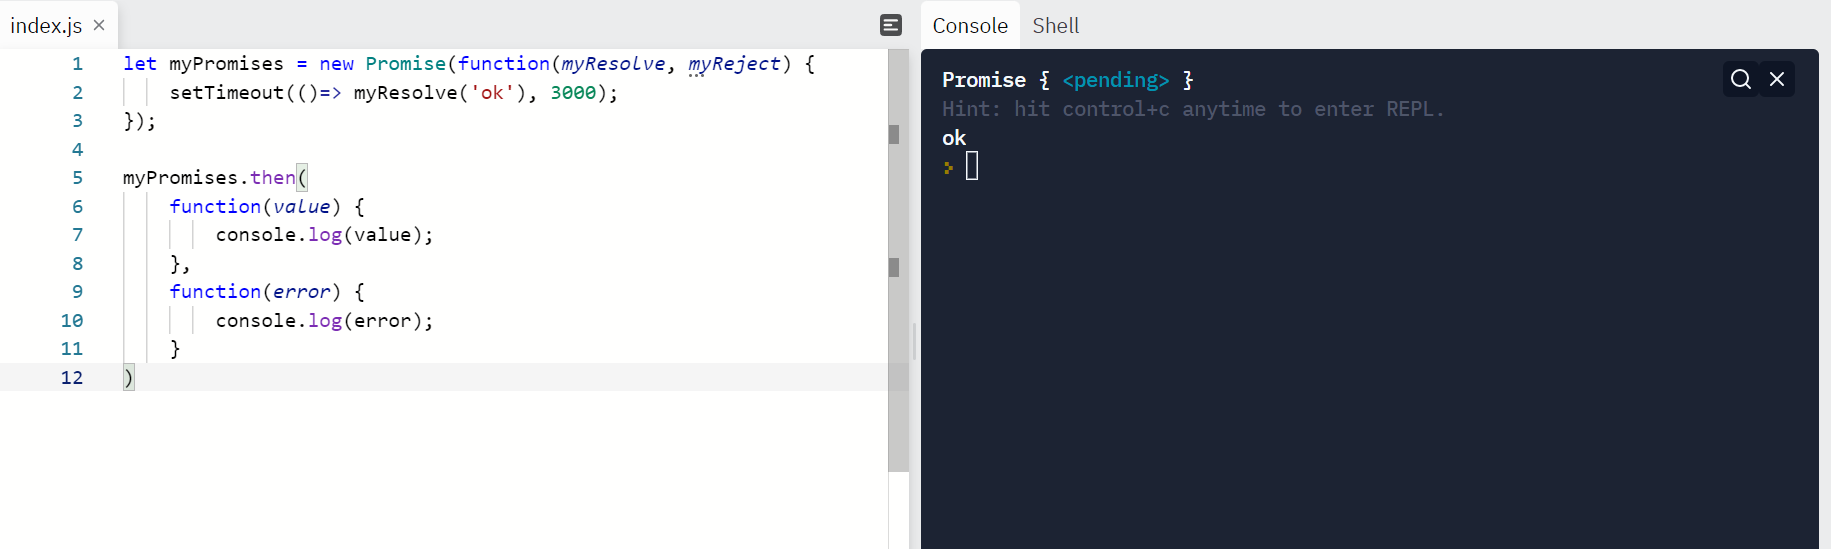 index.js ×
1 let myPromises = new Promise(function(myResolve, myReject) {
2 setTimeout(()=> myResolve('ok'), 3000);
3 });
4
5 myPromises.then(
6 function(value) {
7 console.log(value);
8 },
9 function(error) {
10 console.log(error);
11 }
12 )
Console Shell
Promise { <pending> }
Hint: hit control+c anytime to enter REPL.
ok
>